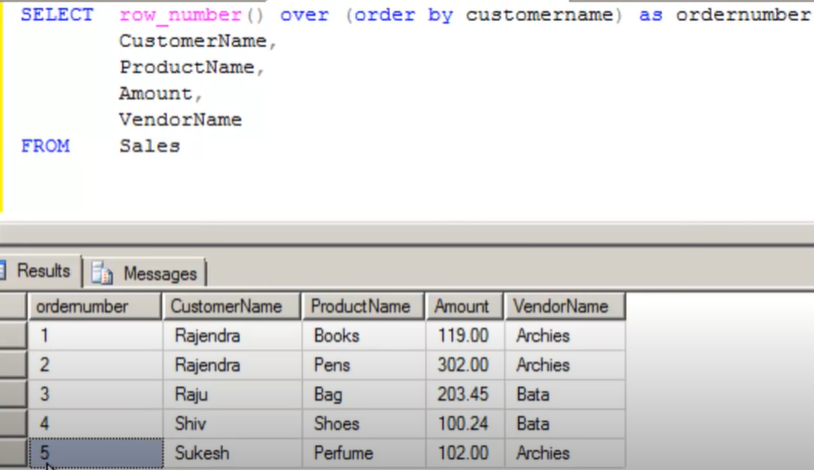 SELECT row_number() over (order by customername) as ordernumber
CustomerName,
ProductName,
Amount,
VendorName
FROM Sales
Results Messages
ordernumber CustomerName ProductName Amount VendorName
1 Rajendra Books 119.00 Archies
2 Rajendra Pens 302.00 Archies
3 Raju Bag 203.45 Bata
4 Shiv Shoes 100.24 Bata
5 Sukesh Perfume 102.00 Archies